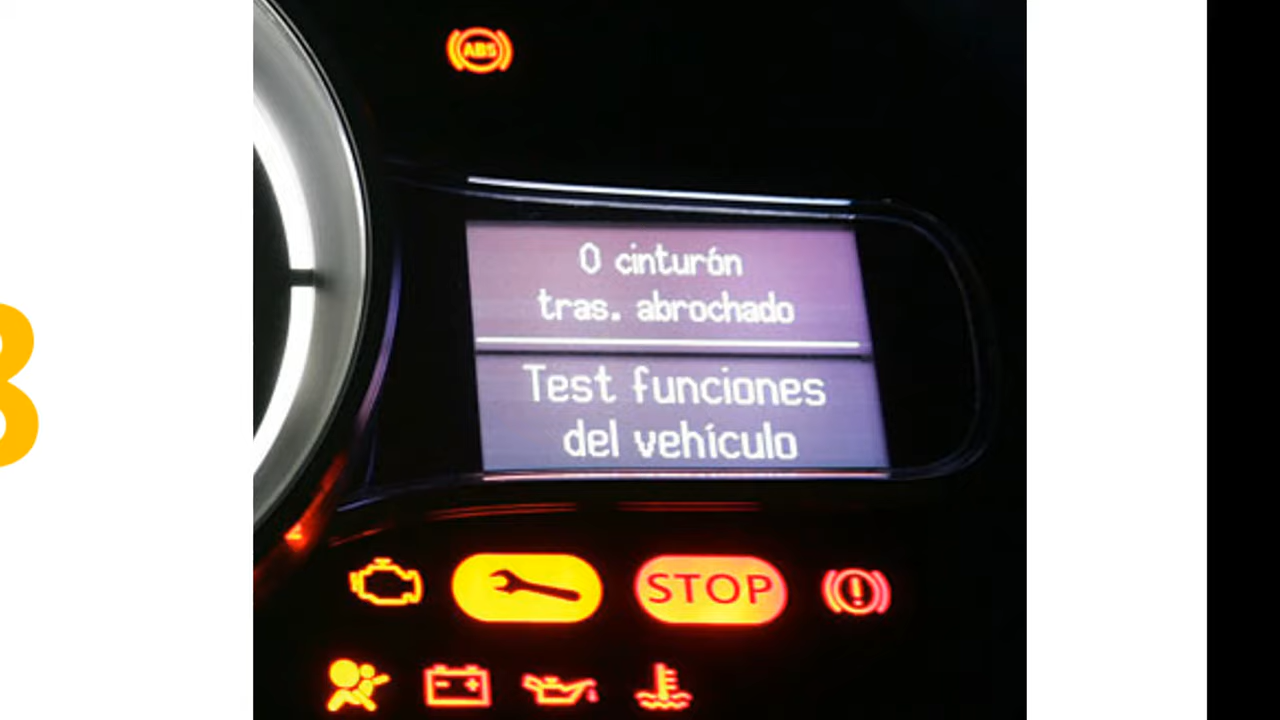 ABS
0 cinturón
tras. abrochado
Test funciones
del vehículo
STOP